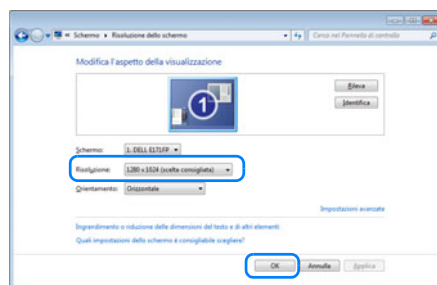 Schermo ▸ Risoluzione dello schermo
Cerca nel Pannello di controllo
Modifica l'aspetto della visualizzazione
1
Rileva
Identifica
Schermo: 1. DELL E171FP
Risoluzione: 1280 x 1024 (scelta consigliata)
Orientamento: Orizzontale
Impostazioni avanzate
Ingrandimento o riduzione delle dimensioni del testo e di altri elementi
Quali impostazioni dello schermo è consigliabile scegliere?
OK Annulla Applica